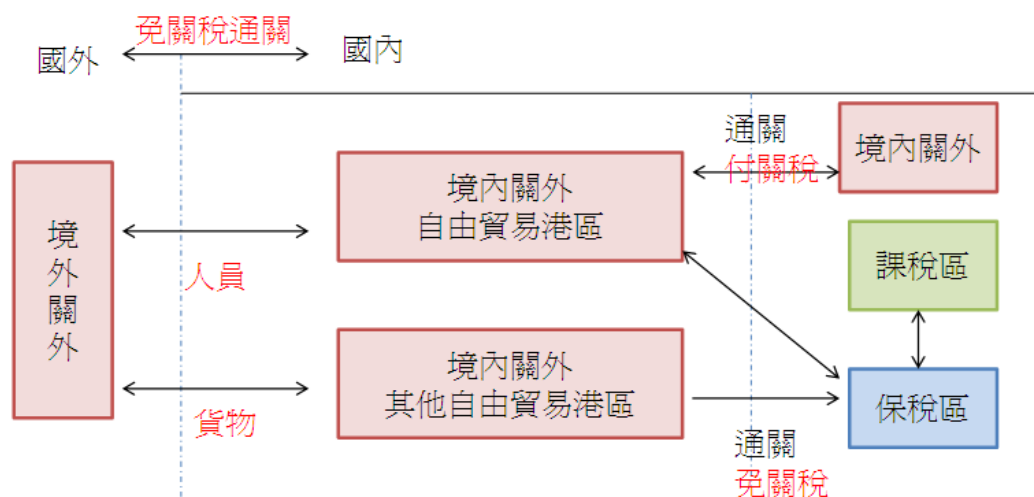 免關稅通關
國外
國內
通關
付關稅
境內關外
境內關外
自由貿易港區
境
外
關
外
人員
課稅區
境內關外
其他自由貿易港區
保稅區
貨物
通關
免關稅